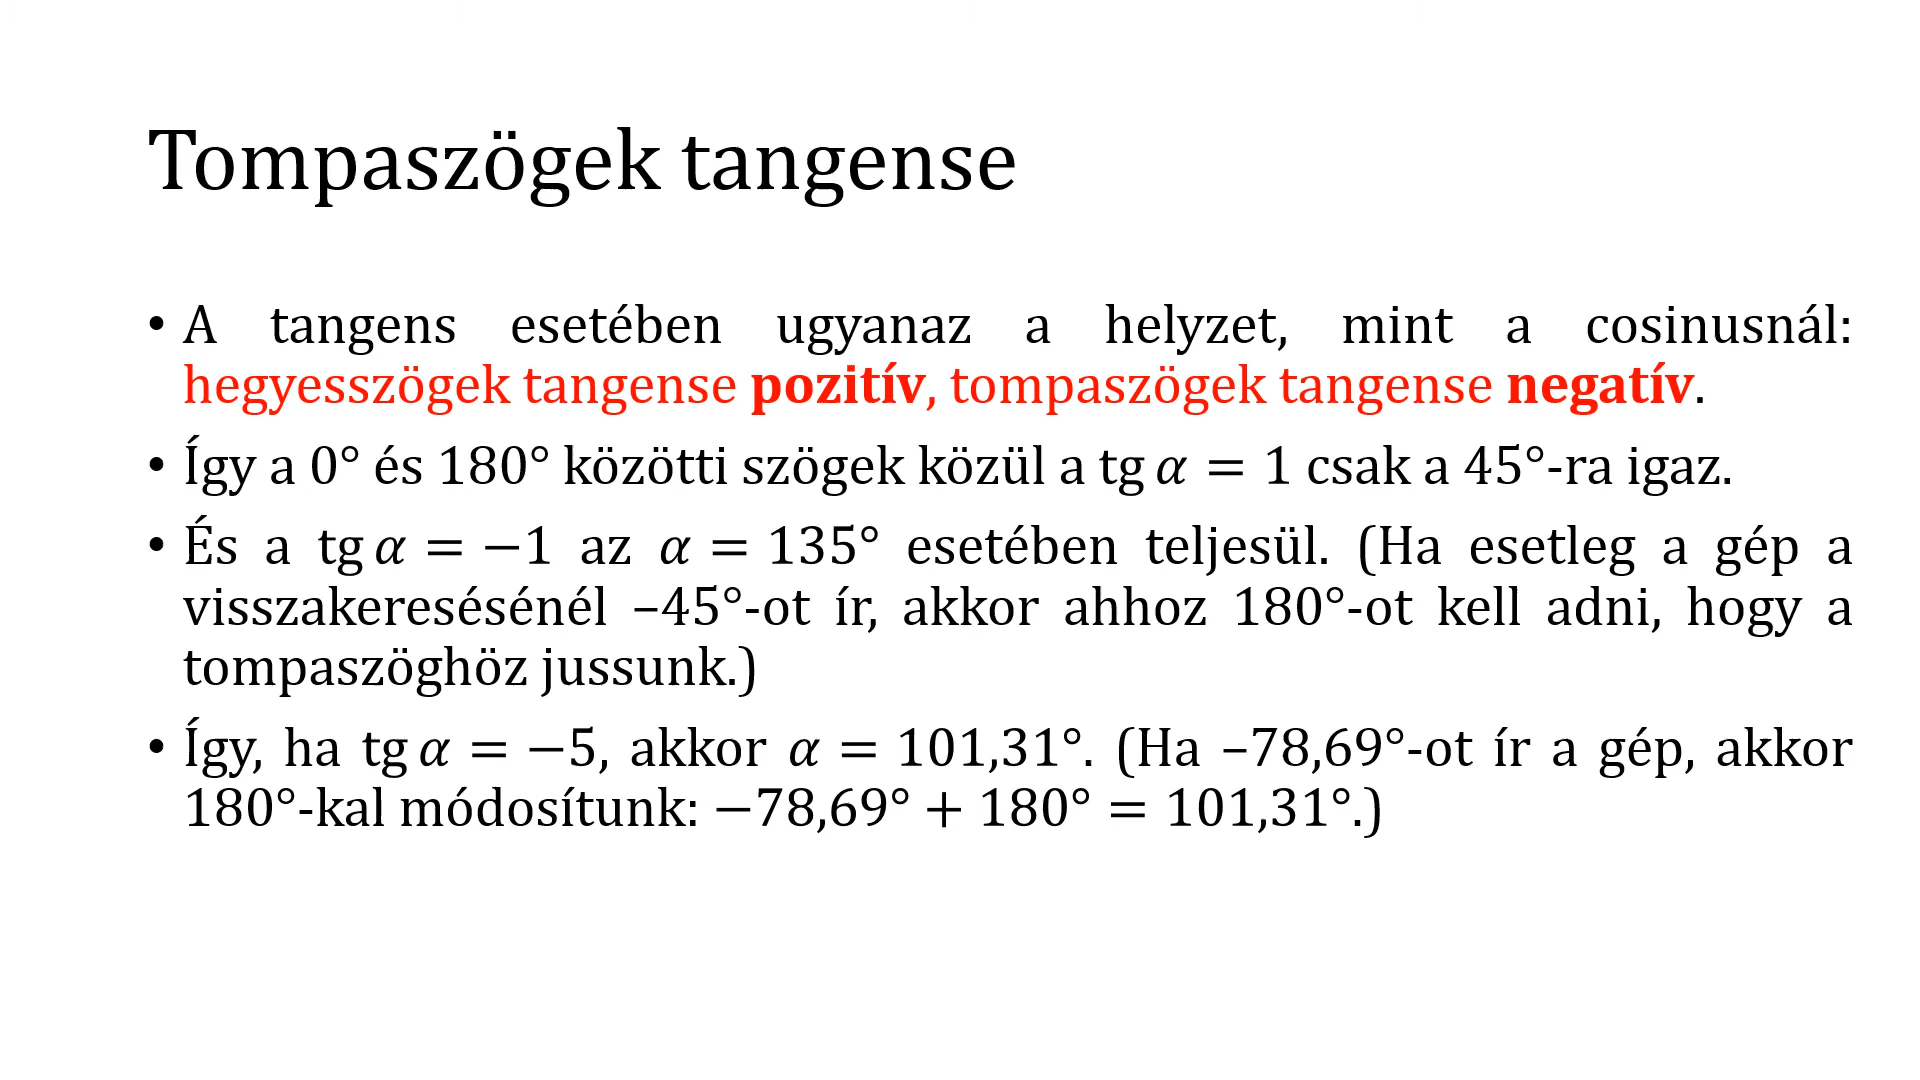 Tompaszögek tangense
• A tangens esetében ugyanaz a helyzet, mint a cosinusnál:
hegyesszögek tangense pozitív, tompaszögek tangense negatív.
• Így a 0° és 180° közötti szögek közül a tg α = 1 csak a 45°-ra igaz.
• És a tg α = −1 az α = 135° esetében teljesül. (Ha esetleg a gép a
visszakeresésénél –45°-ot ír, akkor ahhoz 180°-ot kell adni, hogy a
tompaszöghöz jussunk.)
• Így, ha tg α = −5, akkor α = 101,31°. (Ha –78,69°-ot ír a gép, akkor
180°-kal módosítunk: −78,69° + 180° = 101,31°.)